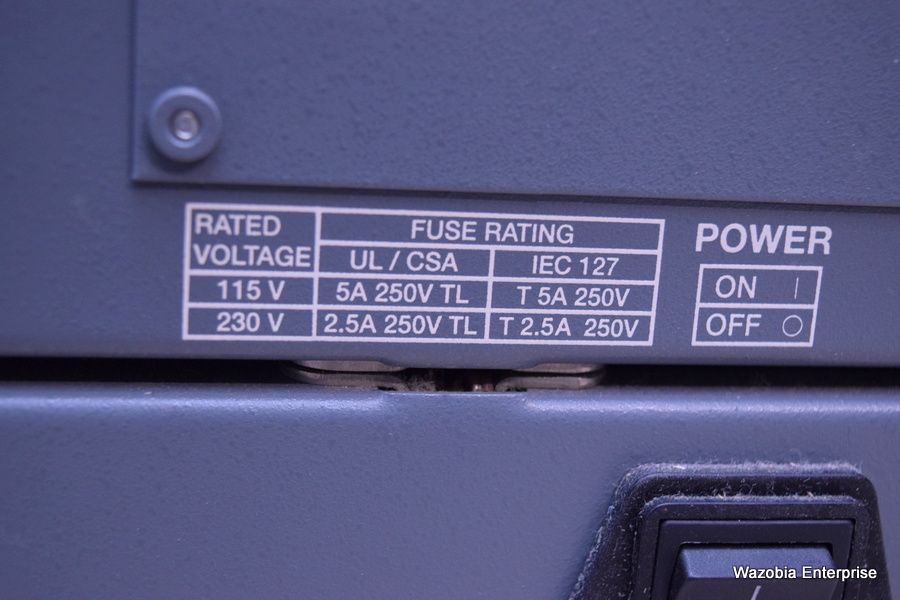 RATED VOLTAGE FUSE RATING
UL / CSA IEC 127
115 V 5A 250V TL T 5A 250V
230 V 2.5A 250V TL T 2.5A 250V
POWER
ON |
OFF ○
Wazobia Enterprise